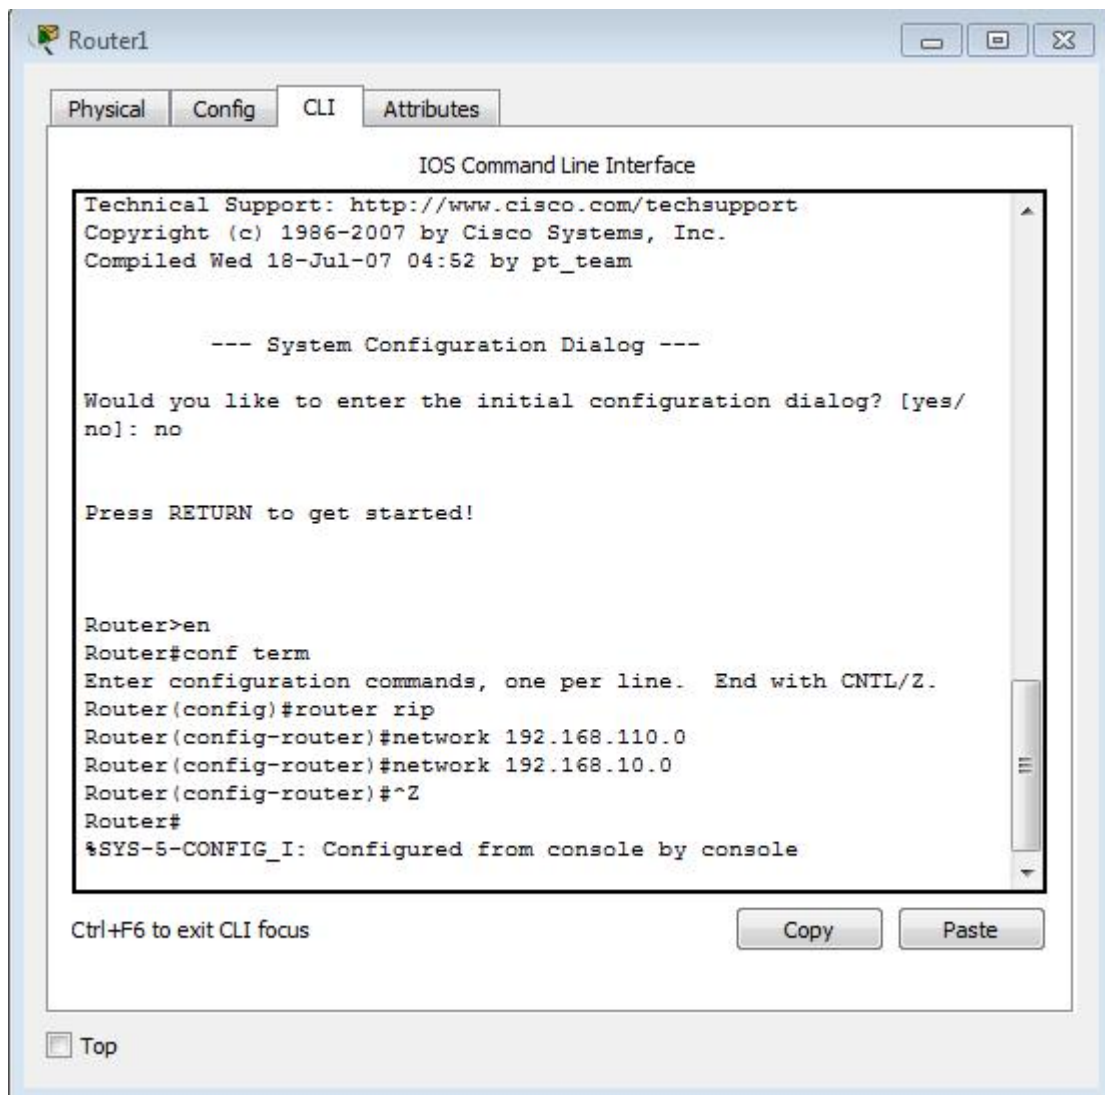 Router1
Physical Config CLI Attributes
IOS Command Line Interface
Technical Support: http://www.cisco.com/techsupport
Copyright (c) 1986-2007 by Cisco Systems, Inc.
Compiled Wed 18-Jul-07 04:52 by pt_team
--- System Configuration Dialog ---
Would you like to enter the initial configuration dialog? [yes/
no]: no
Press RETURN to get started!
Router>en
Router#conf term
Enter configuration commands, one per line.  End with CNTL/Z.
Router(config)#router rip
Router(config-router)#network 192.168.110.0
Router(config-router)#network 192.168.10.0
Router(config-router)#^Z
Router#
%SYS-5-CONFIG_I: Configured from console by console
Ctrl+F6 to exit CLI focus Copy Paste
Top